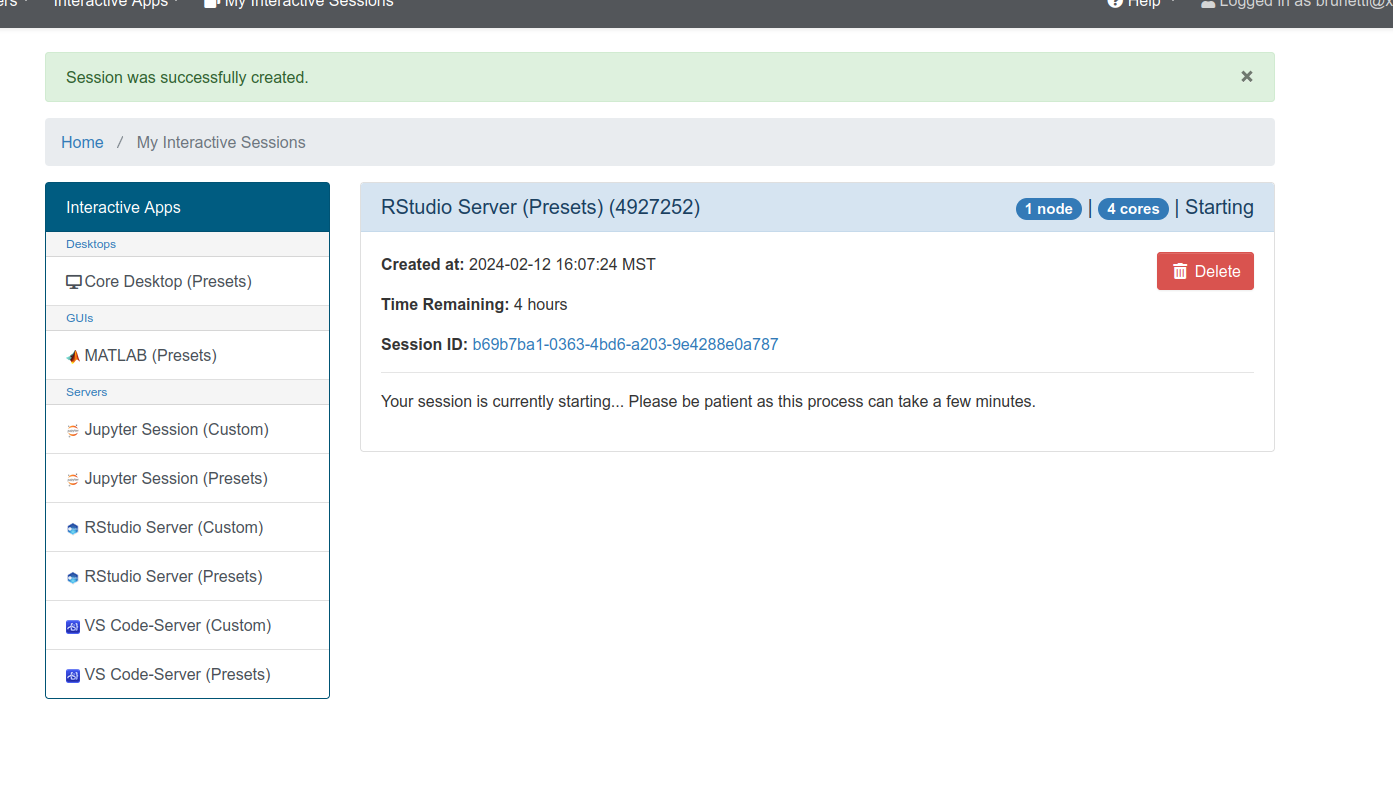 Interactive Apps My Interactive Sessions Help Logged in as brunetti@x
Session was successfully created. ×
Home / My Interactive Sessions
Interactive Apps
Desktops
Core Desktop (Presets)
GUIs
MATLAB (Presets)
Servers
Jupyter Session (Custom)
Jupyter Session (Presets)
RStudio Server (Custom)
RStudio Server (Presets)
VS Code-Server (Custom)
VS Code-Server (Presets)
RStudio Server (Presets) (4927252) 1 node | 4 cores | Starting
Created at: 2024-02-12 16:07:24 MST
Delete
Time Remaining: 4 hours
Session ID: b69b7ba1-0363-4bd6-a203-9e4288e0a787
Your session is currently starting... Please be patient as this process can take a few minutes.